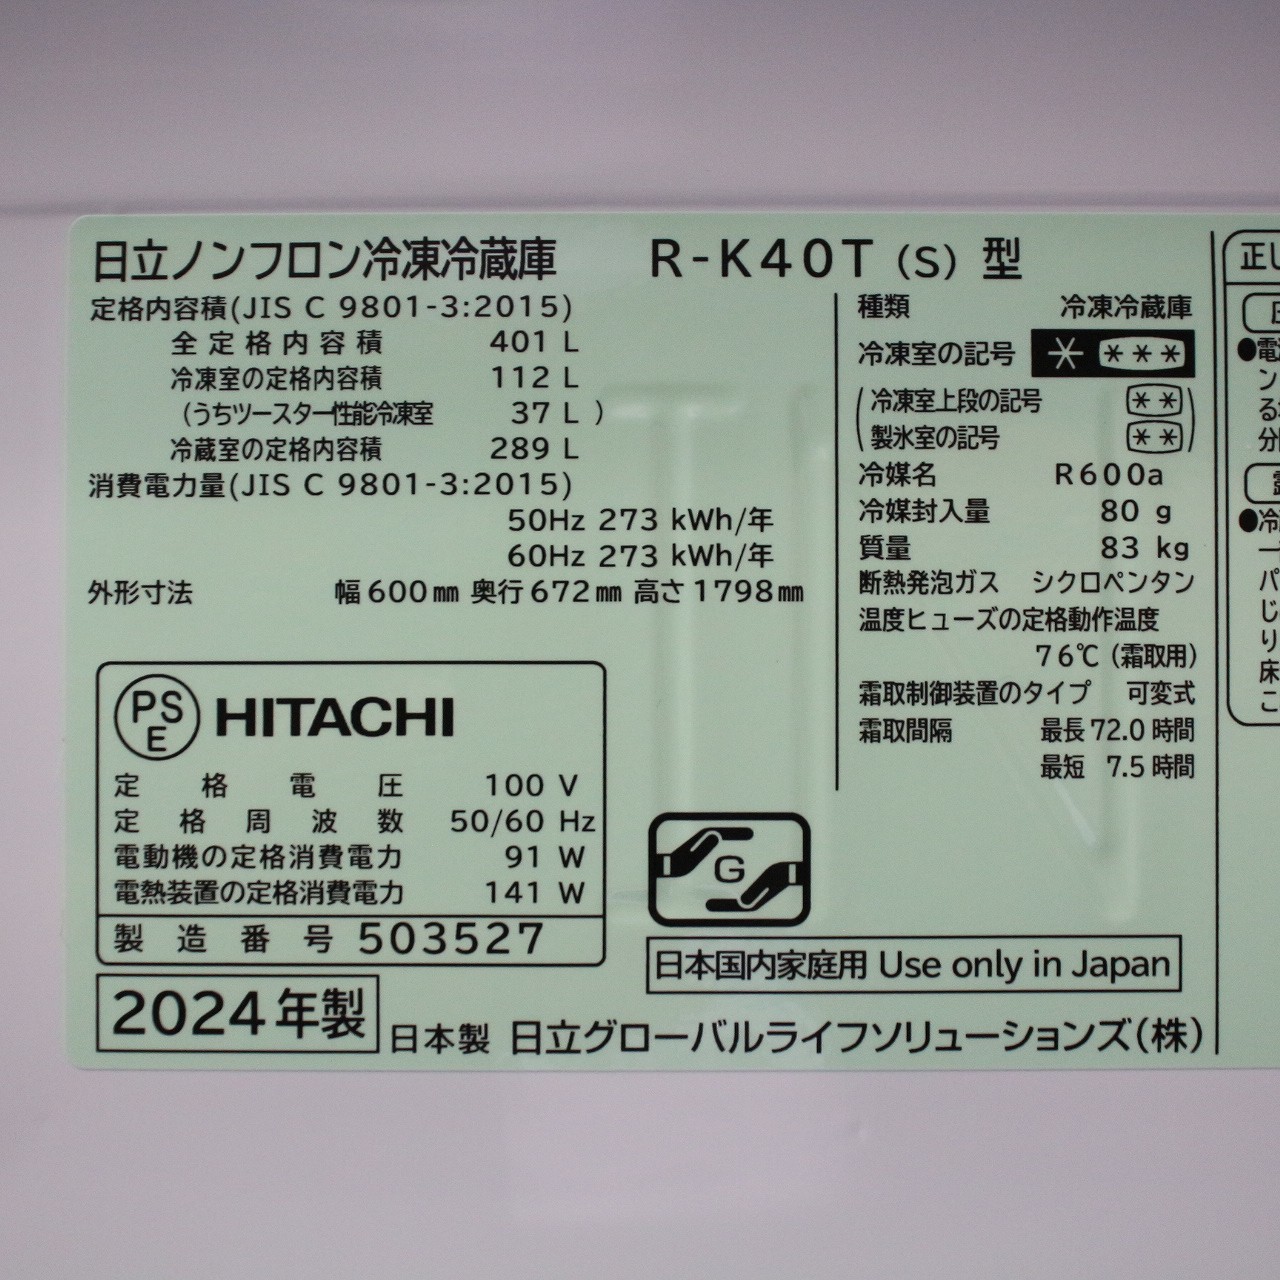 日立ノンフロン冷凍冷蔵庫 R-K40T (S) 型
定格内容積(JIS C 9801-3:2015)
全定格内容積 401 L
冷凍室の定格内容積 112 L
(うちツースター性能冷凍室 37 L )
冷蔵室の定格内容積 289 L
消費電力量(JIS C 9801-3:2015)
50Hz 273 kWh/年
60Hz 273 kWh/年
外形寸法 幅600㎜ 奥行672㎜ 高さ1798㎜
PSE HITACHI
定格電圧 100 V
定格周波数 50/60 Hz
電動機の定格消費電力 91 W
電熱装置の定格消費電力 141 W
製造番号 503527
2024年製
日本製 日立グローバルライフソリューションズ(株)
種類 冷凍冷蔵庫
冷凍室の記号 * ***
(冷凍室上段の記号 **)
(製氷室の記号 **)
冷媒名 R600a
冷媒封入量 80 g
質量 83 kg
断熱発泡ガス シクロペンタン
温度ヒューズの定格動作温度
76℃(霜取用)
霜取制御装置のタイプ 可変式
霜取間隔 最長72.0時間
最短 7.5時間
G
日本国内家庭用 Use only in Japan
正し
●電
ン
る
分
●冷
パ
じ
り
床
こ